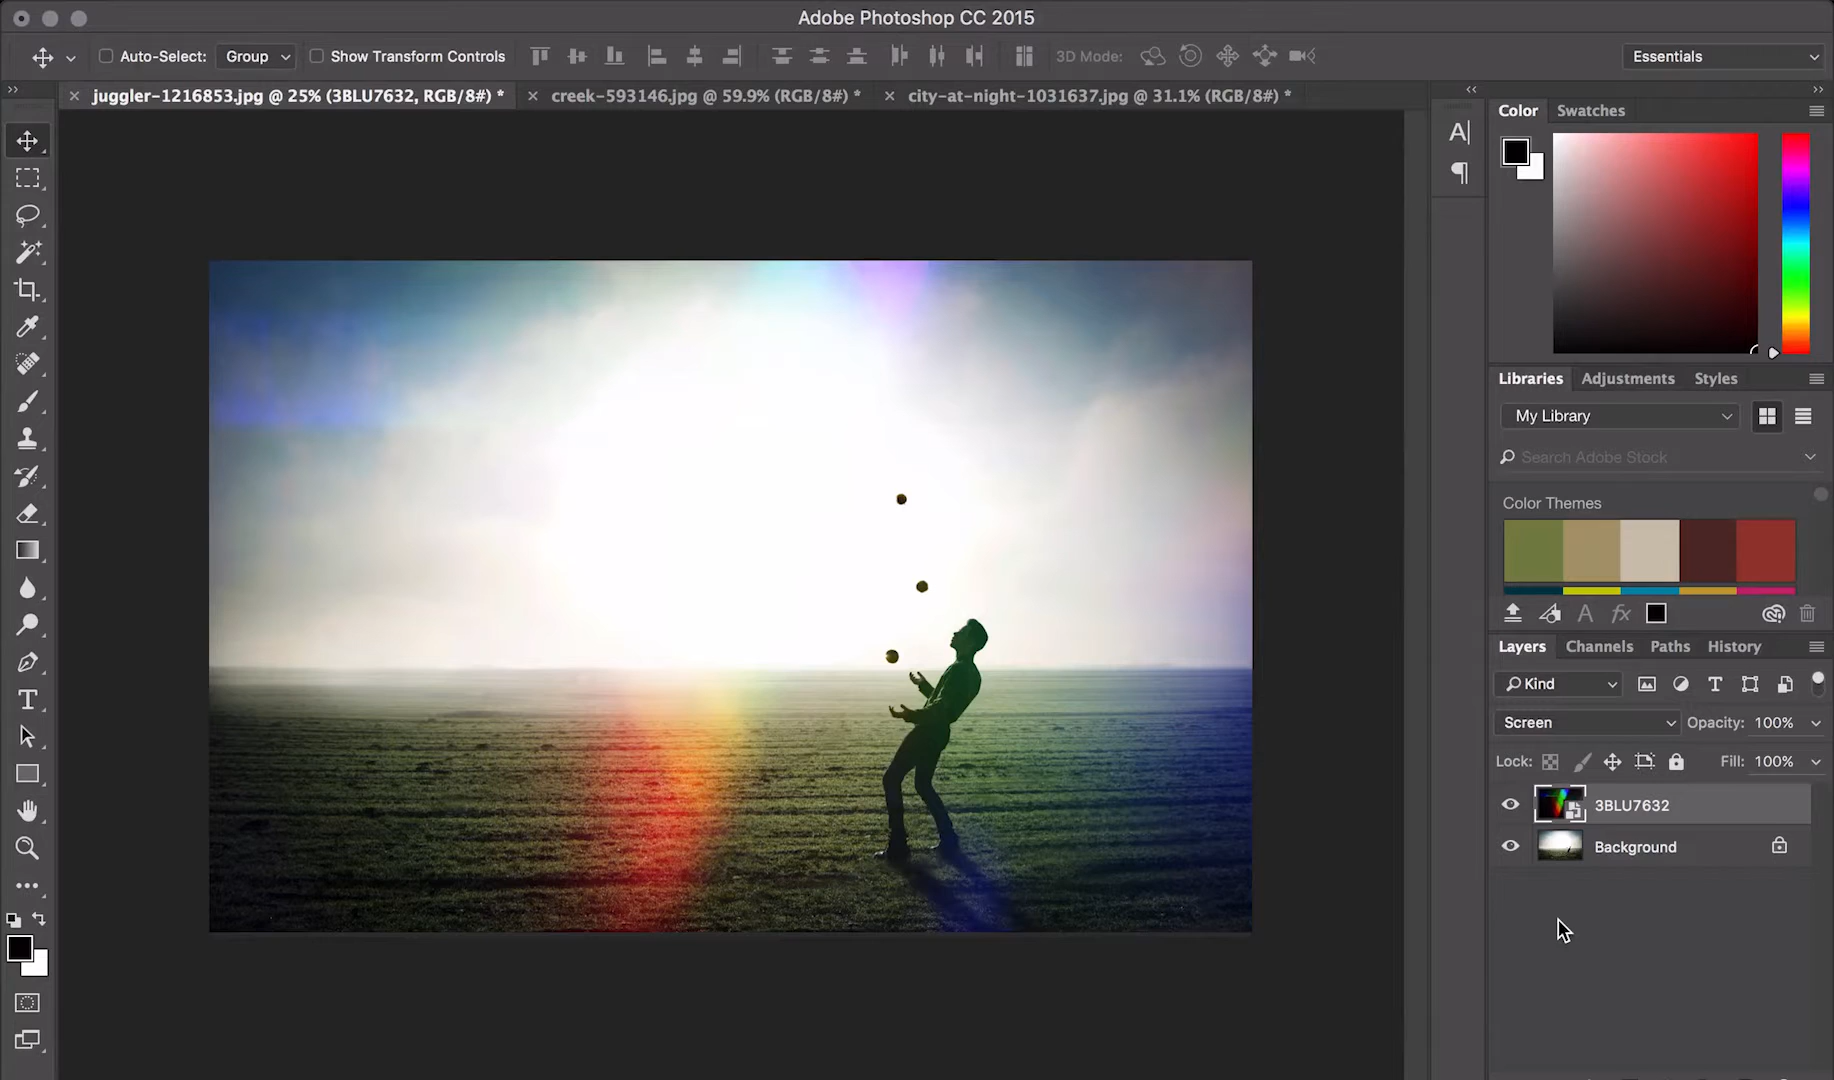 Adobe Photoshop CC 2015
Auto-Select: Group Show Transform Controls 3D Mode: Essentials
juggler-1216853.jpg @ 25% (3BLU7632, RGB/8#) * creek-593146.jpg @ 59.9% (RGB/8#) * city-at-night-1031637.jpg @ 31.1% (RGB/8#) *
Color Swatches
Libraries Adjustments Styles
My Library
Search Adobe Stock
Color Themes
Layers Channels Paths History
Kind
Screen Opacity: 100%
Lock: Fill: 100%
3BLU7632
Background